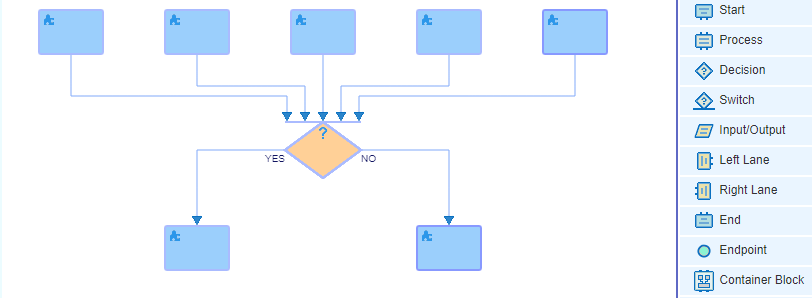 ?
YES
NO
Start
Process
Decision
Switch
Input/Output
Left Lane
Right Lane
End
Endpoint
Container Block